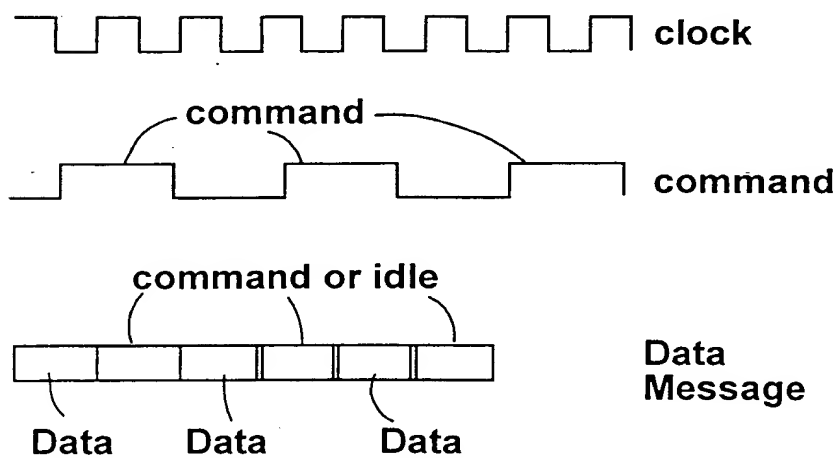 clock
command
command
command or idle
Data
Message
Data Data Data